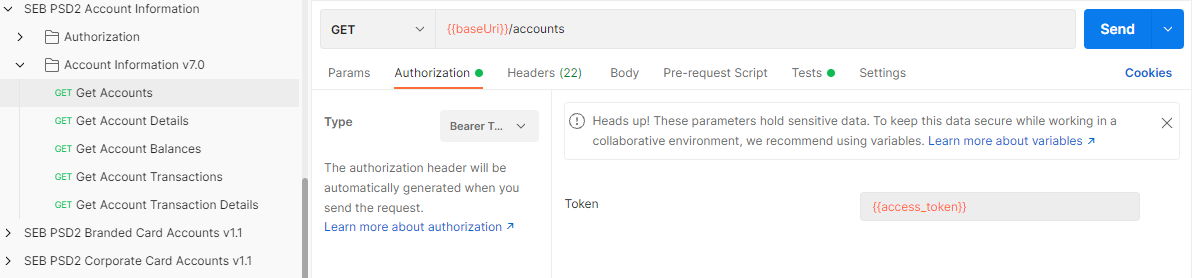 SEB PSD2 Account Information
Authorization
Account Information v7.0
GET Get Accounts
GET Get Account Details
GET Get Account Balances
GET Get Account Transactions
GET Get Account Transaction Details
SEB PSD2 Branded Card Accounts v1.1
SEB PSD2 Corporate Card Accounts v1.1
GET
{{baseUri}}/accounts
Send
Params
Authorization
Headers (22)
Body
Pre-request Script
Tests
Settings
Cookies
Type
Bearer T...
The authorization header will be
automatically generated when you
send the request.
Learn more about authorization ↗
Heads up! These parameters hold sensitive data. To keep this data secure while working in a
collaborative environment, we recommend using variables. Learn more about variables ↗
Token
{{access_token}}